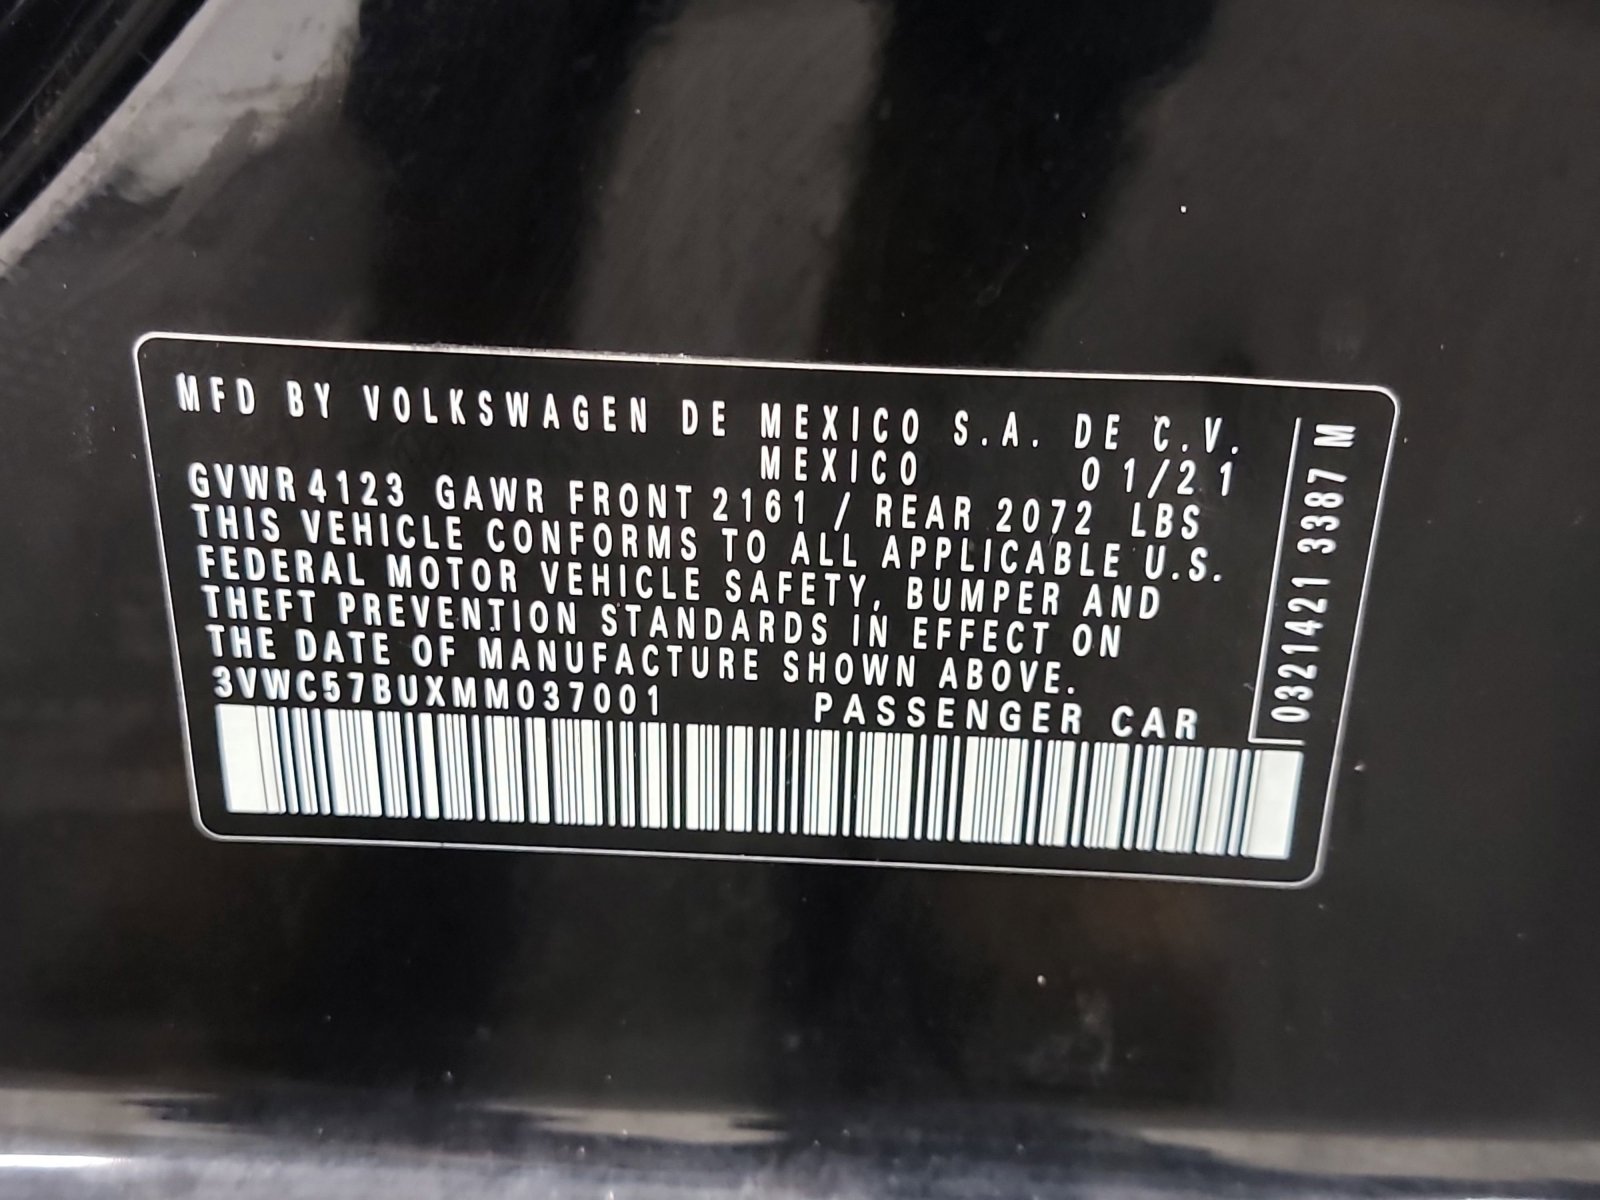 MFD BY VOLKSWAGEN DE MEXICO S.A. DE C.V.
MEXICO 01/21
GVWR 4123 GAWR FRONT 2161 / REAR 2072 LBS
THIS VEHICLE CONFORMS TO ALL APPLICABLE U.S.
FEDERAL MOTOR VEHICLE SAFETY, BUMPER AND
THEFT PREVENTION STANDARDS IN EFFECT ON
THE DATE OF MANUFACTURE SHOWN ABOVE.
3VWC57BUXMM037001 PASSENGER CAR
03211421 3387 M